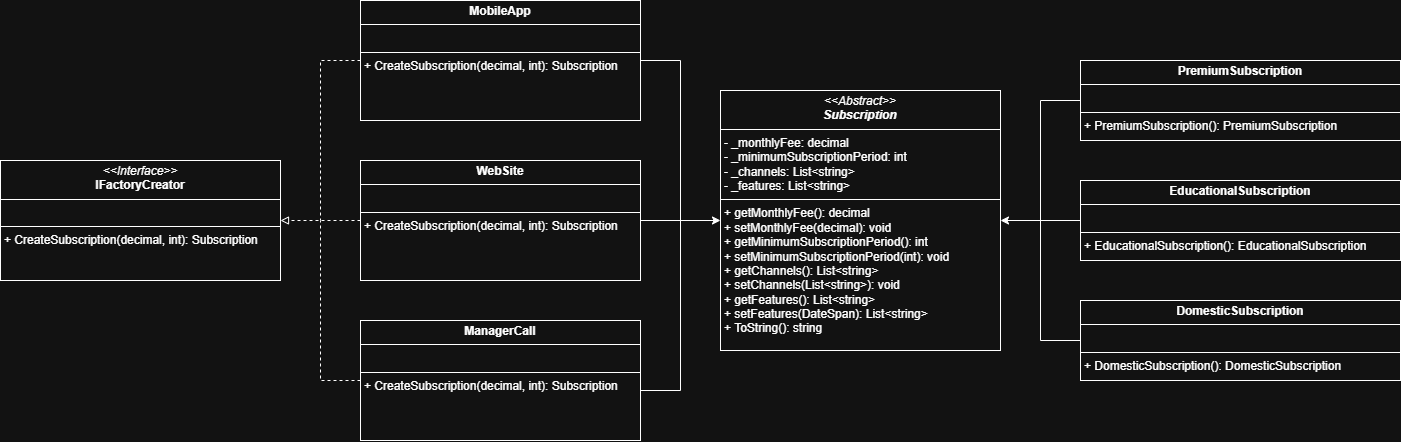 <<Interface>>
IFactoryCreator
+ CreateSubscription(decimal, int): Subscription
MobileApp
+ CreateSubscription(decimal, int): Subscription
WebSite
+ CreateSubscription(decimal, int): Subscription
ManagerCall
+ CreateSubscription(decimal, int): Subscription
<<Abstract>>
Subscription
- _monthlyFee: decimal
- _minimumSubscriptionPeriod: int
- _channels: List<string>
- _features: List<string>
+ getMonthlyFee(): decimal
+ setMonthlyFee(decimal): void
+ getMinimumSubscriptionPeriod(): int
+ setMinimumSubscriptionPeriod(int): void
+ getChannels(): List<string>
+ setChannels(List<string>): void
+ getFeatures(): List<string>
+ setFeatures(DateSpan): List<string>
+ ToString(): string
PremiumSubscription
+ PremiumSubscription(): PremiumSubscription
EducationalSubscription
+ EducationalSubscription(): EducationalSubscription
DomesticSubscription
+ DomesticSubscription(): DomesticSubscription